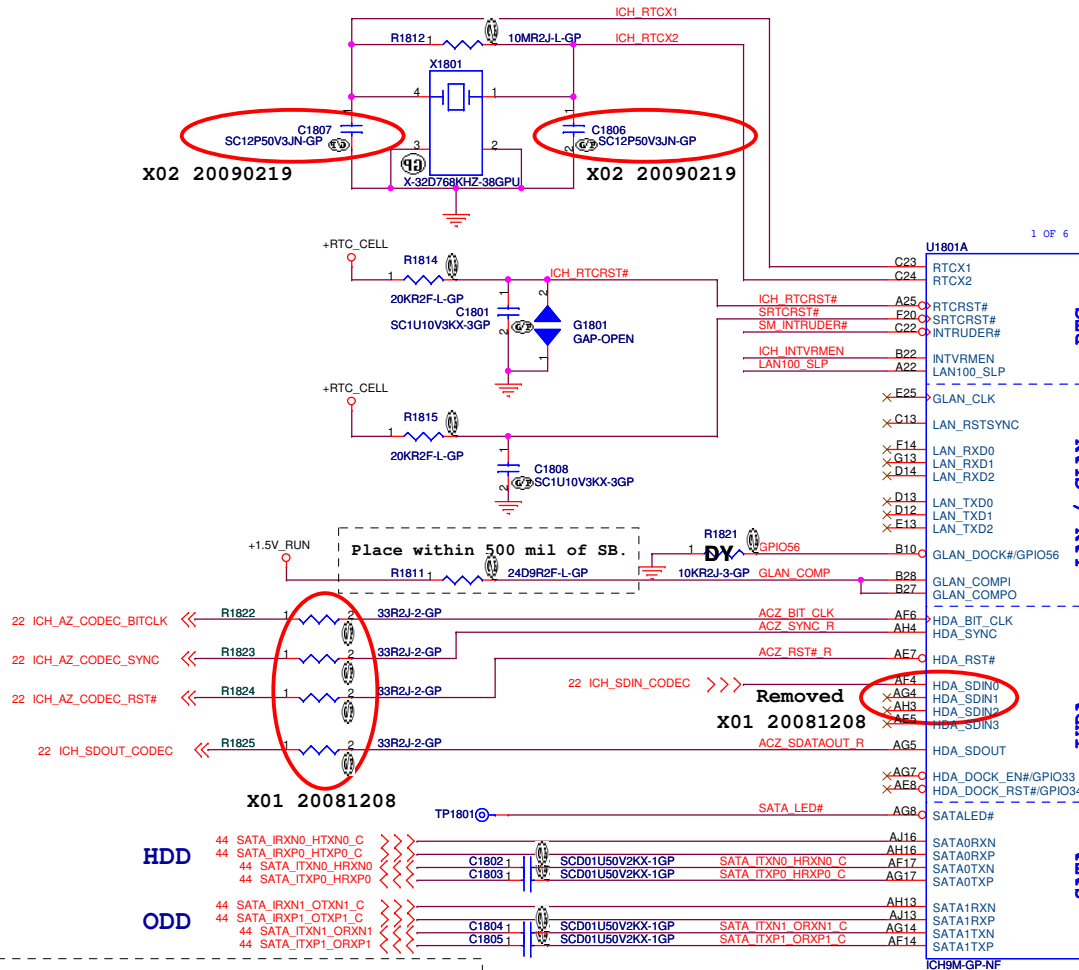 ICH_RTCX1
R1812 1 10MR2J-L-GP ICH_RTCX2
X1801
4 1
1 1
C1807 C1806
SC12P50V3JN-GP SC12P50V3JN-GP
2
3 2
GP
X-32D768KHZ-38GPU
X02 20090219 X02 20090219
1 OF 6
U1801A
+RTC_CELL
R1814
1 ICH_RTCRST#
20KR2F-L-GP
C1801
SC1U10V3KX-3GP
1 2
2 G/P 1
G1801
GAP-OPEN
+RTC_CELL
R1815
1
20KR2F-L-GP
1
C1808
2 G/P SC1U10V3KX-3GP
C23 RTCX1
C24 RTCX2
ICH_RTCRST# A25 RTCRST#
SRTCRST# F20 SRTCRST#
SM_INTRUDER# C22 INTRUDER#
ICH_INTVRMEN B22 INTVRMEN
LAN100_SLP A22 LAN100_SLP
E25 GLAN_CLK
C13 LAN_RSTSYNC
F14 LAN_RXD0
G13 LAN_RXD1
D14 LAN_RXD2
D13 LAN_TXD0
D12 LAN_TXD1
E13 LAN_TXD2
+1.5V_RUN
Place within 500 mil of SB.
R1811 1 24D9R2F-L-GP
R1821
1 DY GPIO56 B10 GLAN_DOCK#/GPIO56
10KR2J-3-GP GLAN_COMP B28 GLAN_COMPI
B27 GLAN_COMPO
22 ICH_AZ_CODEC_BITCLK R1822 1 2 33R2J-2-GP ACZ_BIT_CLK AF6 HDA_BIT_CLK
ACZ_SYNC_R AH4 HDA_SYNC
22 ICH_AZ_CODEC_SYNC R1823 1 2 33R2J-2-GP ACZ_RST#_R AE7 HDA_RST#
22 ICH_AZ_CODEC_RST# R1824 1 2 33R2J-2-GP
22 ICH_SDIN_CODEC AF4 HDA_SDIN0
Removed AG4 HDA_SDIN1
AH3 HDA_SDIN2
X01 20081208 AE5 HDA_SDIN3
22 ICH_SDOUT_CODEC R1825 1 2 33R2J-2-GP ACZ_SDATAOUT_R AG5 HDA_SDOUT
AG7 HDA_DOCK_EN#/GPIO33
AE8 HDA_DOCK_RST#/GPIO34
X01 20081208
TP1801 SATA_LED# AG8 SATALED#
HDD
44 SATA_IRXN0_HTXN0_C AJ16 SATA0RXN
44 SATA_IRXP0_HTXP0_C AH16 SATA0RXP
44 SATA_ITXN0_HRXN0 C1802 1 SCD01U50V2KX-1GP SATA_ITXN0_HRXN0_C AF17 SATA0TXN
44 SATA_ITXP0_HRXP0 C1803 1 SCD01U50V2KX-1GP SATA_ITXP0_HRXP0_C AG17 SATA0TXP
ODD
44 SATA_IRXN1_OTXN1_C AH13 SATA1RXN
44 SATA_IRXP1_OTXP1_C AJ13 SATA1RXP
44 SATA_ITXN1_ORXN1 C1804 1 SCD01U50V2KX-1GP SATA_ITXN1_ORXN1_C AG14 SATA1TXN
44 SATA_ITXP1_ORXP1 C1805 1 SCD01U50V2KX-1GP SATA_ITXP1_ORXP1_C AF14 SATA1TXP
ICH9M-GP-NF